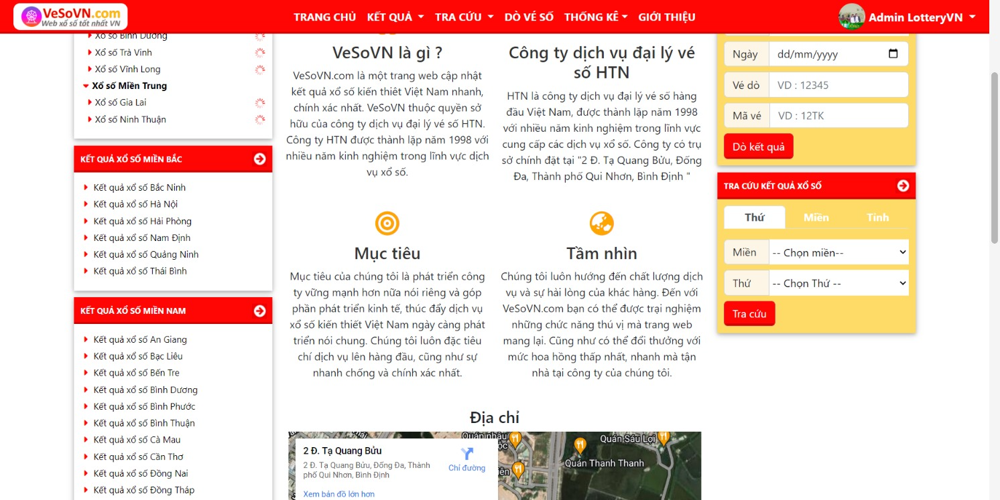 VeSoVN.com
Web xổ số tốt nhất VN
TRANG CHỦ
KẾT QUẢ
TRA CỨU
DÒ VÉ SỐ
THỐNG KÊ
GIỚI THIỆU
Admin LotteryVN
Xổ số Bình Dương
Xổ số Trà Vinh
Xổ số Vĩnh Long
Xổ số Miền Trung
Xổ số Gia Lai
Xổ số Ninh Thuận
KẾT QUẢ XỔ SỐ MIỀN BẮC
Kết quả xổ số Bắc Ninh
Kết quả xổ số Hà Nội
Kết quả xổ số Hải Phòng
Kết quả xổ số Nam Định
Kết quả xổ số Quảng Ninh
Kết quả xổ số Thái Bình
KẾT QUẢ XỔ SỐ MIỀN NAM
Kết quả xổ số An Giang
Kết quả xổ số Bạc Liêu
Kết quả xổ số Bến Tre
Kết quả xổ số Bình Dương
Kết quả xổ số Bình Phước
Kết quả xổ số Bình Thuận
Kết quả xổ số Cà Mau
Kết quả xổ số Cần Thơ
Kết quả xổ số Đồng Nai
Kết quả xổ số Đồng Tháp
VeSoVN là gì ?
VeSoVN.com là một trang web cập nhật
kết quả xổ số kiến thiêt Việt Nam nhanh,
chính xác nhất. VeSoVN thuộc quyền sở
hữu của công ty dịch vụ đại lý vé số HTN.
Công ty HTN được thành lặp năm 1998 với
nhiều năm kinh nghiệm trong lĩnh vực dịch
vụ xổ số.
Công ty dịch vụ đại lý vé
số HTN
HTN là công ty dịch vụ đại lý vé số hàng
đầu Việt Nam, được thành lập năm 1998
với nhiều năm kinh nghiệm trong lĩnh vực
cung cấp các dịch vụ xổ số. Công ty có trụ
sở chính đặt tại "2 Đ. Tạ Quang Bửu, Đống
Đa, Thành phố Qui Nhơn, Bình Định "
Mục tiêu
Mục tiêu của chúng tôi là phát triển công
ty vững mạnh hơn nữa nói riêng và góp
phần phát triển kinh tế, thúc đẩy dịch vụ
xổ số kiến thiết Việt Nam ngày càng phát
triển nói chung. Chúng tôi luôn đặc tiêu
chí dịch vụ lên hàng đầu, cũng như sự
nhanh chống và chính xác nhất.
Tầm nhìn
Chúng tôi luôn hướng đến chất lượng dịch
vụ và sự hài lòng của khác hàng. Đến với
VeSoVN.com bạn có thể được trại nghiệm
những chức năng thú vị mà trang web
mang lại. Cũng như có thể đổi thưởng với
mức hoa hồng thấp nhất, nhanh mà tận
nhà tại công ty của chúng tôi.
Địa chỉ
2 Đ. Tạ Quang Bửu
2 Đ. Tạ Quang Bửu, Đống Đa, Thành
phố Qui Nhơn, Bình Định
Chỉ đường
Xem bản đồ lớn hơn
Quán nhậu
Quán Sáu Lợi
Quán Thanh Thanh
Ngày
dd/mm/yyyy
Vé dò
VD : 12345
Mã vé
VD : 12TK
Dò kết quả
TRA CỨU KẾT QUẢ XỔ SỐ
Thứ
Miền
Tỉnh
Miền
-- Chọn miền--
Thứ
-- Chọn Thứ --
Tra cứu